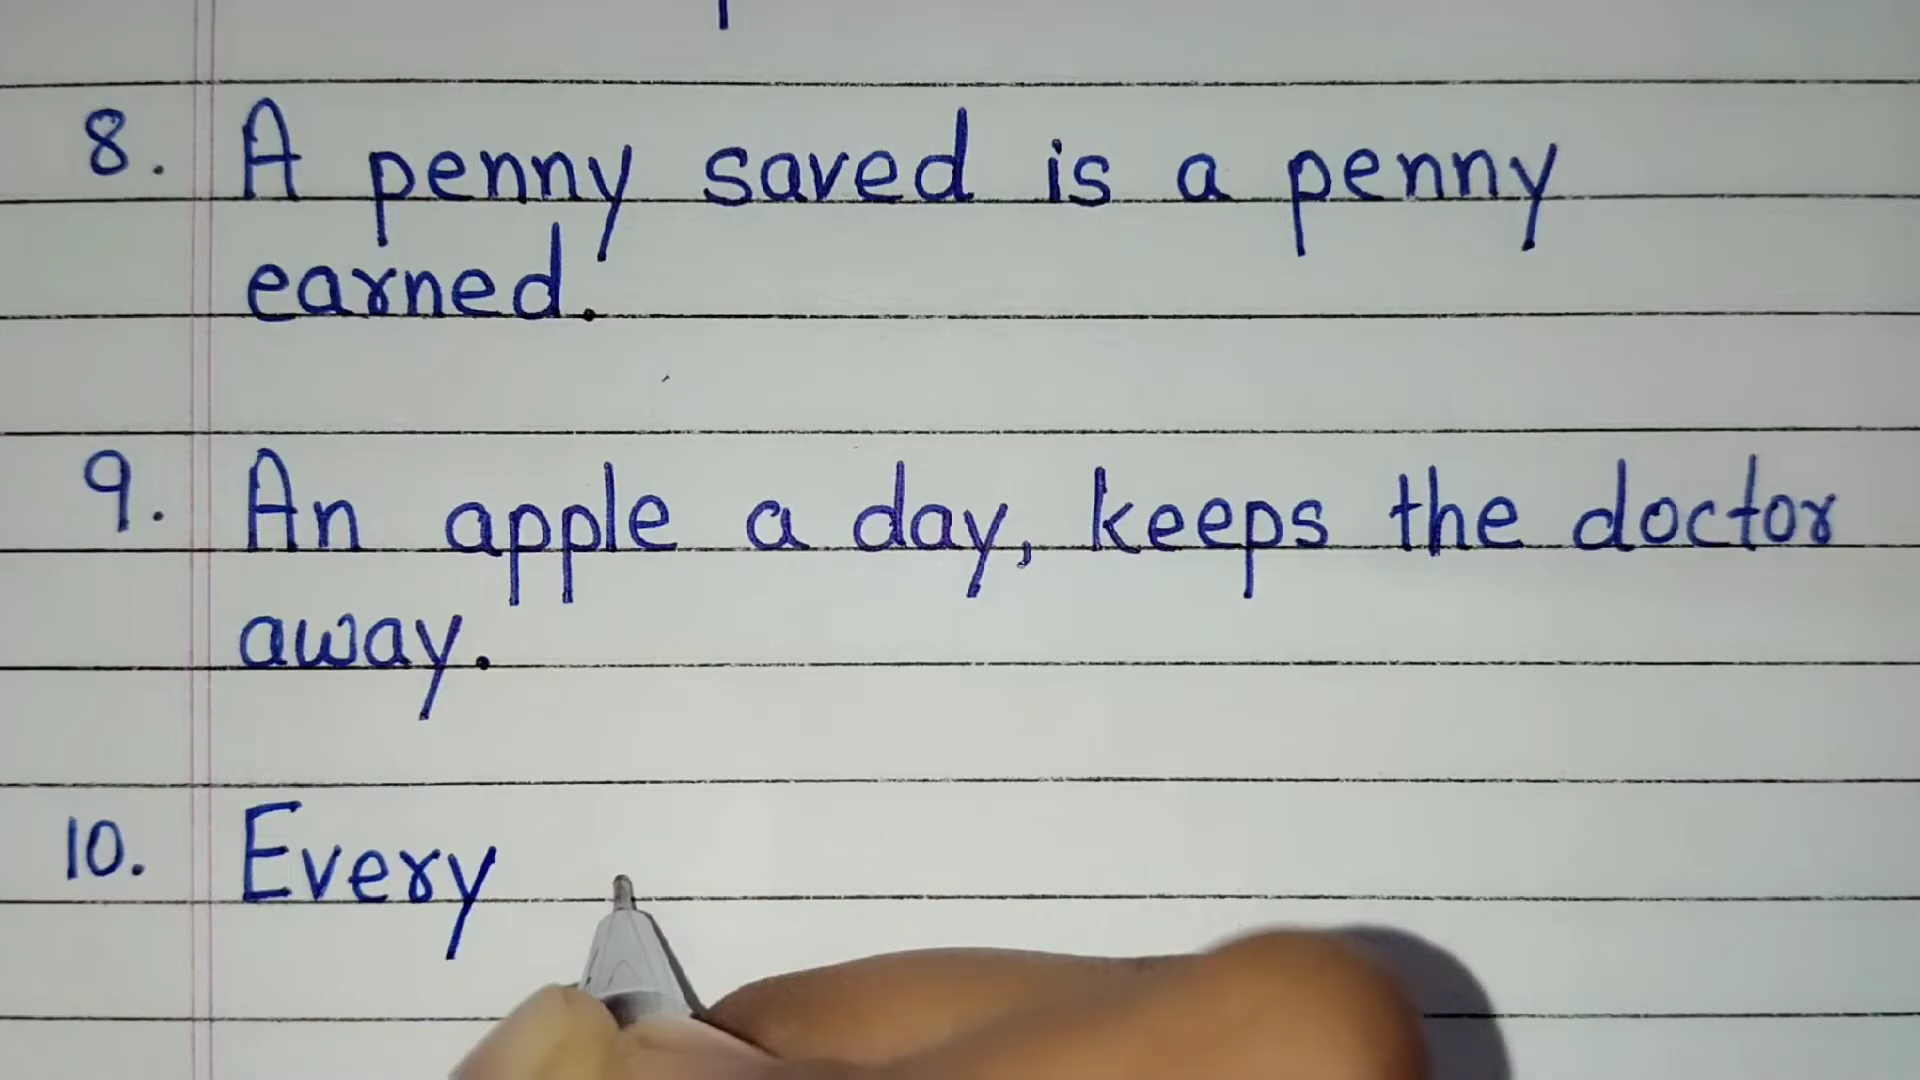 8. A penny saved is a penny
earned.
9. An apple a day, keeps the doctor
away.
10. Every